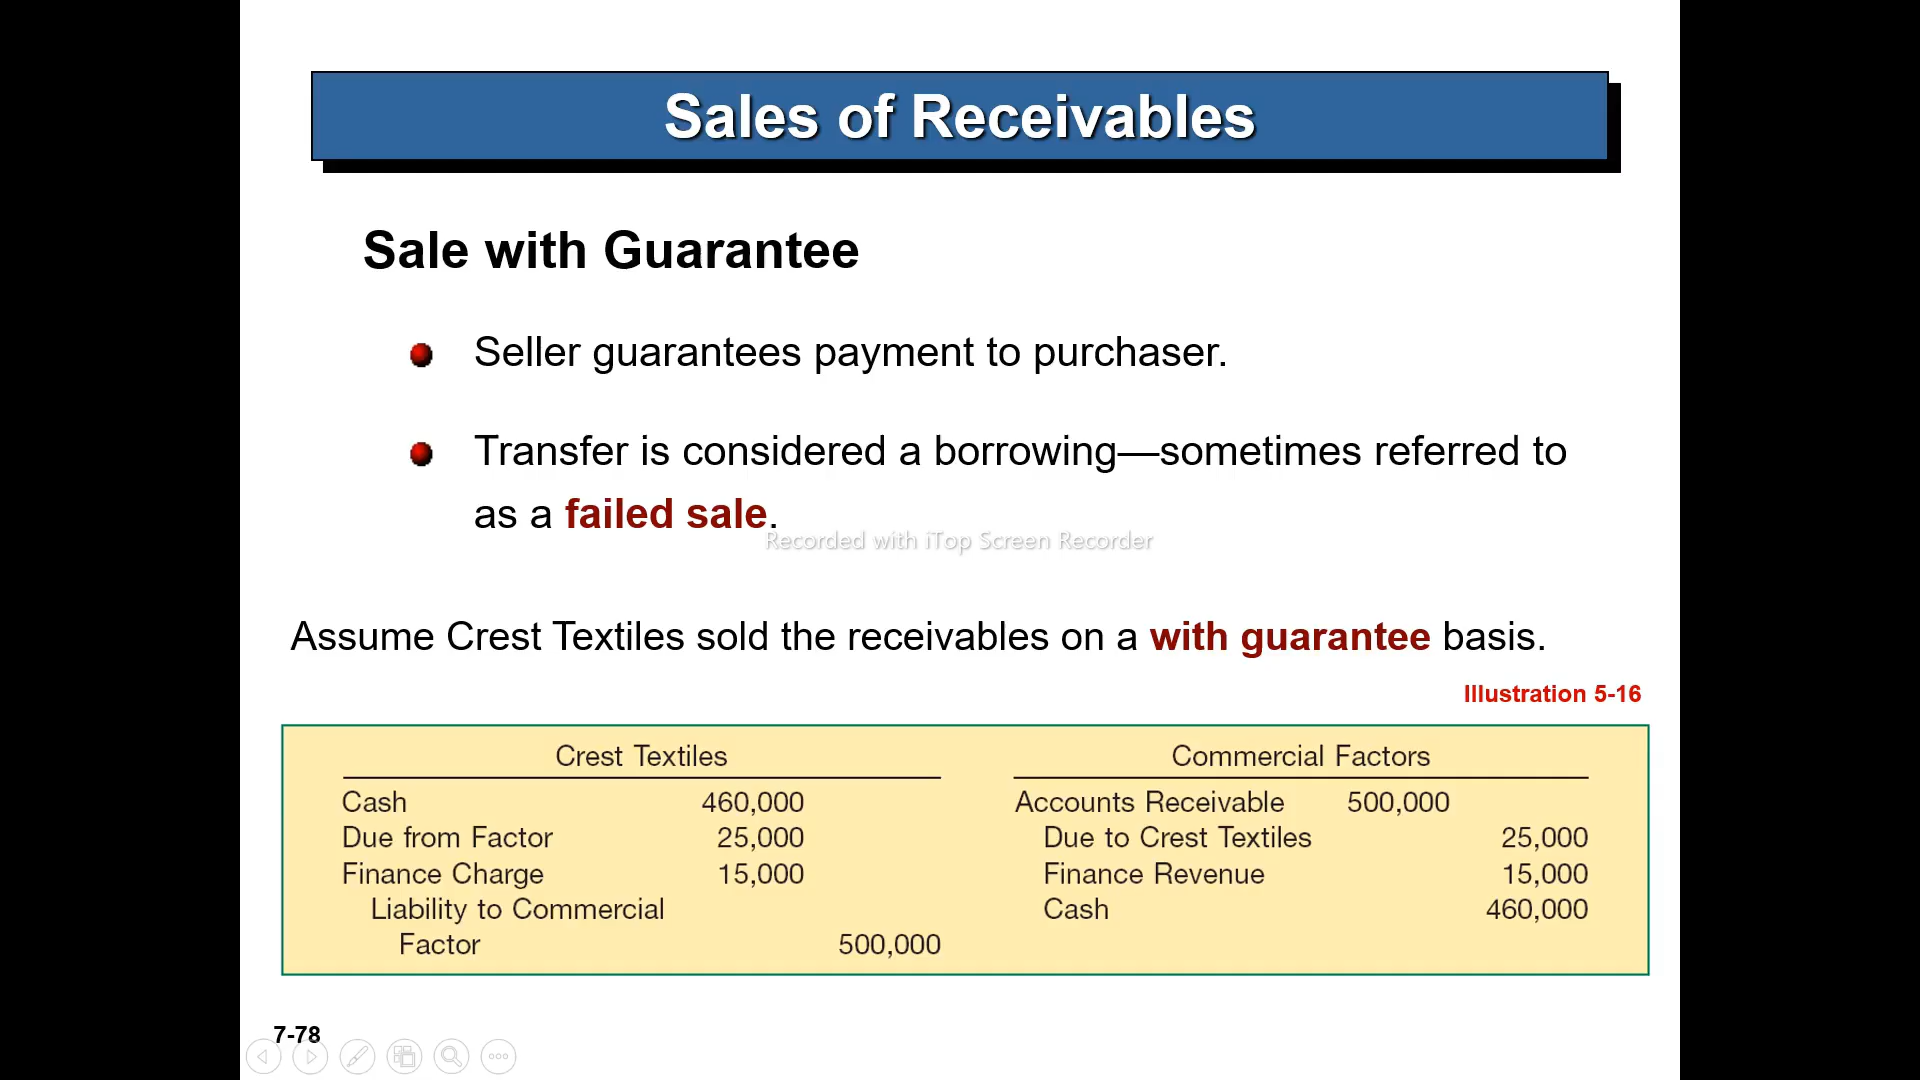 Sales of Receivables
Sale with Guarantee
Seller guarantees payment to purchaser.
Transfer is considered a borrowing—sometimes referred to
as a failed sale.
Recorded with iTop Screen Recorder
Assume Crest Textiles sold the receivables on a with guarantee basis.
Illustration 5-16
Crest Textiles
Cash 460,000
Due from Factor 25,000
Finance Charge 15,000
Liability to Commercial
Factor 500,000
Commercial Factors
Accounts Receivable 500,000
Due to Crest Textiles 25,000
Finance Revenue 15,000
Cash 460,000
7-78